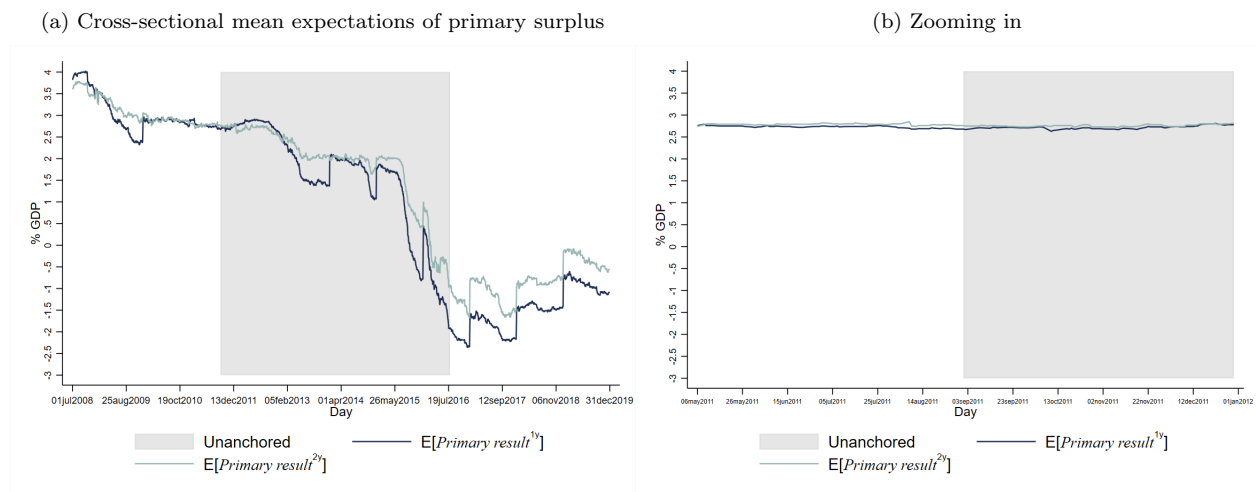 (a) Cross-sectional mean expectations of primary surplus
% GDP
4
3.5
3
2.5
2
1.5
1
.5
0
-.5
-1
-1.5
-2
-2.5
-3
01jul2008 25aug2009 19oct2010 13dec2011 05feb2013 01apr2014 26may2015 19jul2016 12sep2017 06nov2018 31dec2019
Day
Unanchored E[Primary result1y]
E[Primary result2y]
(b) Zooming in
% GDP
4
3.5
3
2.5
2
1.5
1
.5
0
-.5
-1
-1.5
-2
-2.5
-3
06may2011 26may2011 15jun2011 05jul2011 25jul2011 14aug2011 03sep2011 23sep2011 13oct2011 02nov2011 22nov2011 12dec2011 01jan2012
Day
Unanchored E[Primary result1y]
E[Primary result2y]